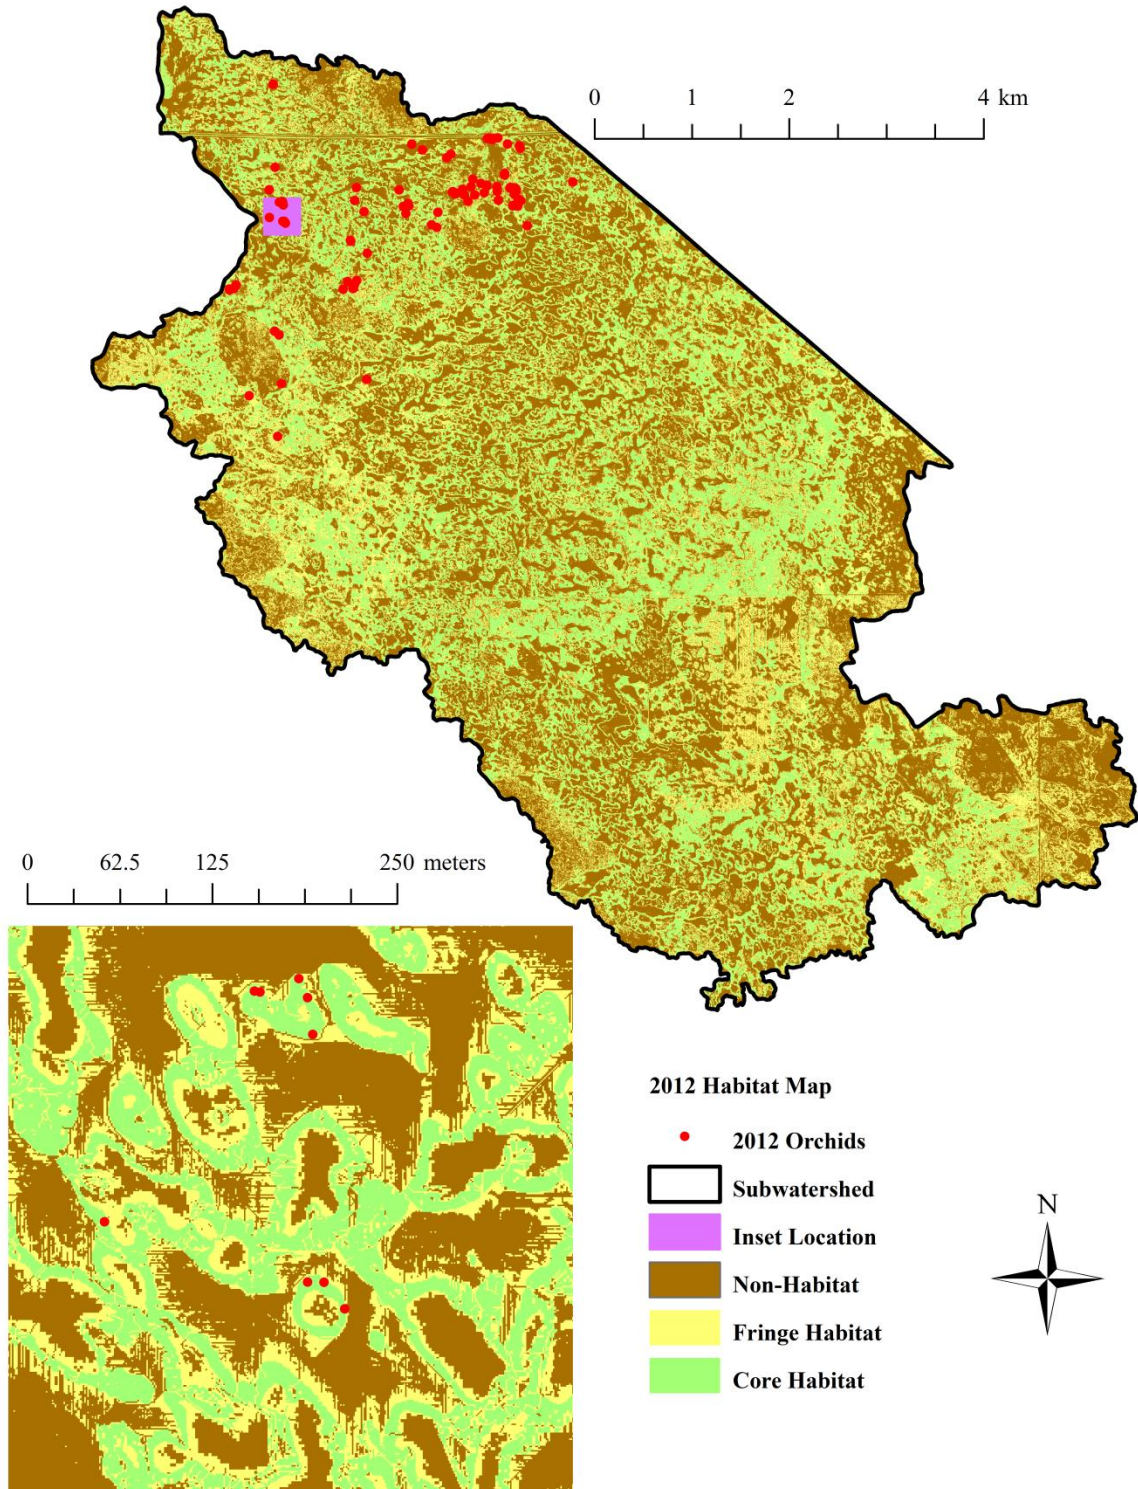 0 1 2 4 km
0 62.5 125 250 meters
2012 Habitat Map
2012 Orchids
Subwatershed
Inset Location
Non-Habitat
Fringe Habitat
Core Habitat
N